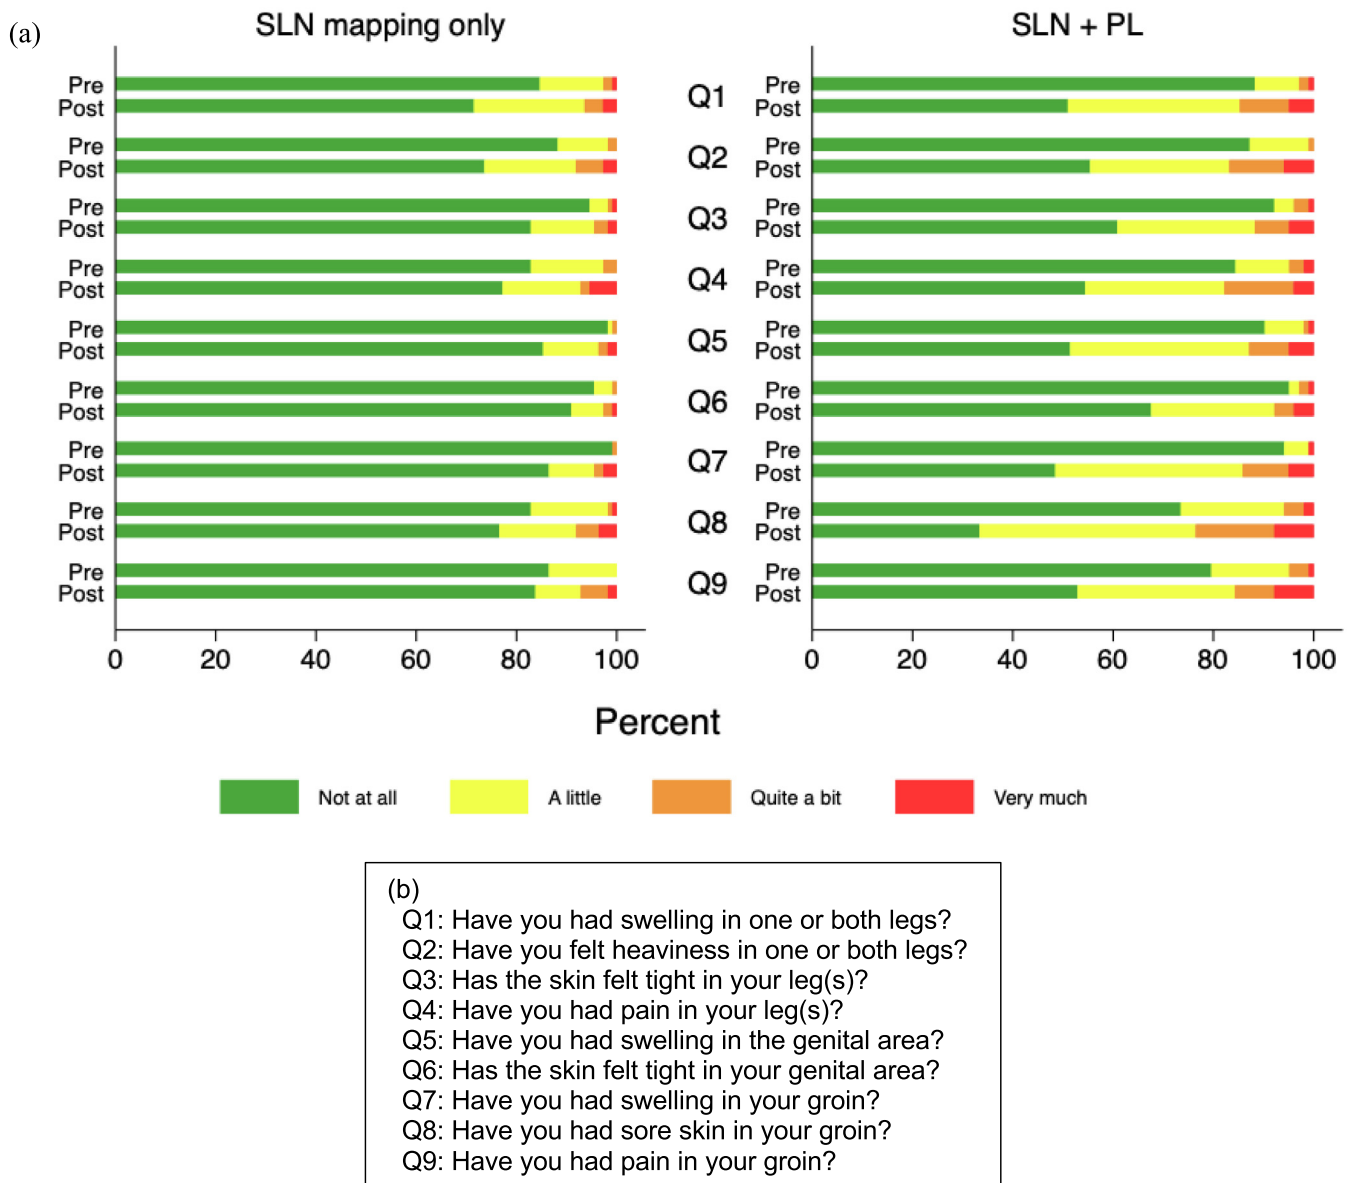 (a)
SLN mapping only
SLN + PL
Pre
Post
Q1
Pre
Post
Pre
Post
Q2
Pre
Post
Pre
Post
Q3
Pre
Post
Pre
Post
Q4
Pre
Post
Pre
Post
Q5
Pre
Post
Pre
Post
Q6
Pre
Post
Pre
Post
Q7
Pre
Post
Pre
Post
Q8
Pre
Post
Pre
Post
Q9
Pre
Post
0 20 40 60 80 100
0 20 40 60 80 100
Percent
Not at all
A little
Quite a bit
Very much
(b)
Q1: Have you had swelling in one or both legs?
Q2: Have you felt heaviness in one or both legs?
Q3: Has the skin felt tight in your leg(s)?
Q4: Have you had pain in your leg(s)?
Q5: Have you had swelling in the genital area?
Q6: Has the skin felt tight in your genital area?
Q7: Have you had swelling in your groin?
Q8: Have you had sore skin in your groin?
Q9: Have you had pain in your groin?